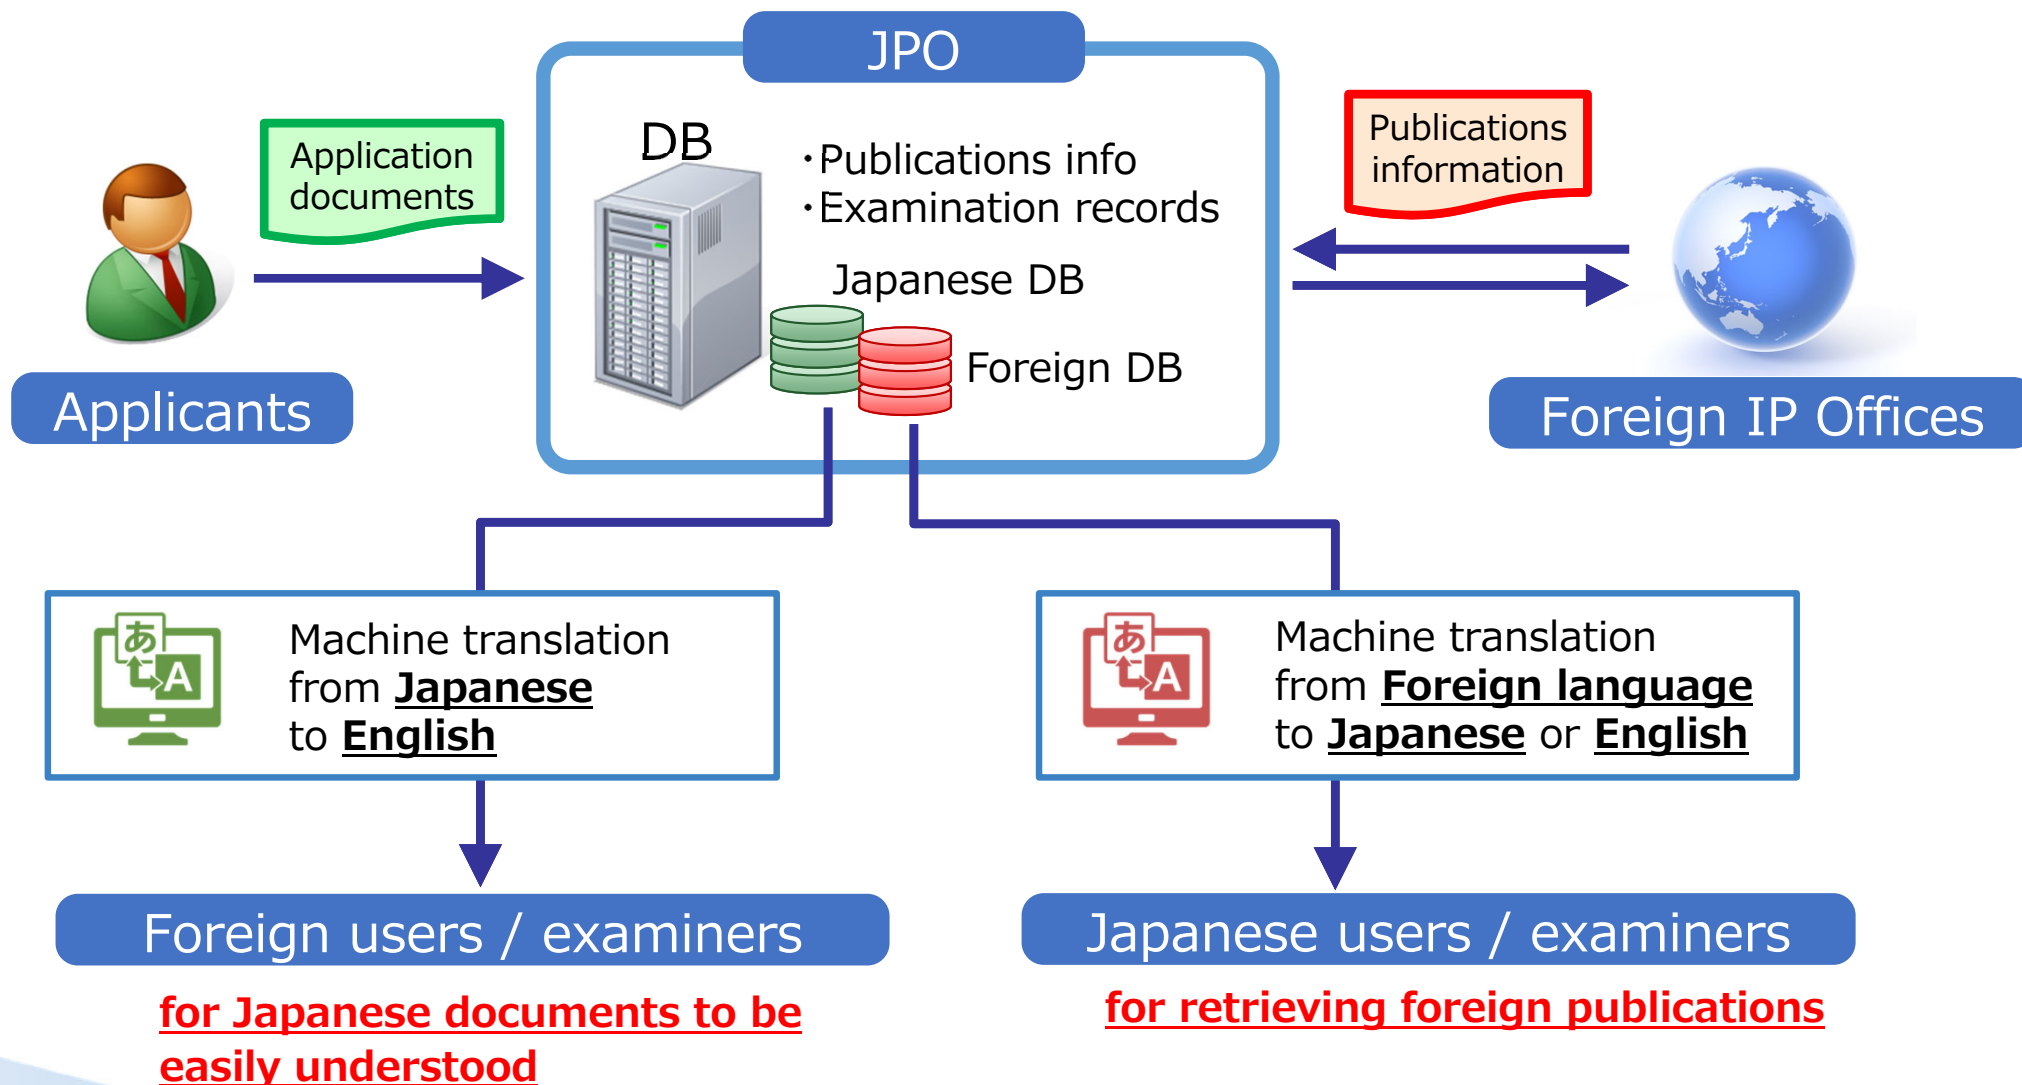 JPO
Application
documents
DB
・Publications info
・Examination records
Japanese DB
Foreign DB
Publications
information
Applicants
Foreign IP Offices
あ
A
Machine translation
from Japanese
to English
あ
A
Machine translation
from Foreign language
to Japanese or English
Foreign users / examiners
Japanese users / examiners
for Japanese documents to be
easily understood
for retrieving foreign publications